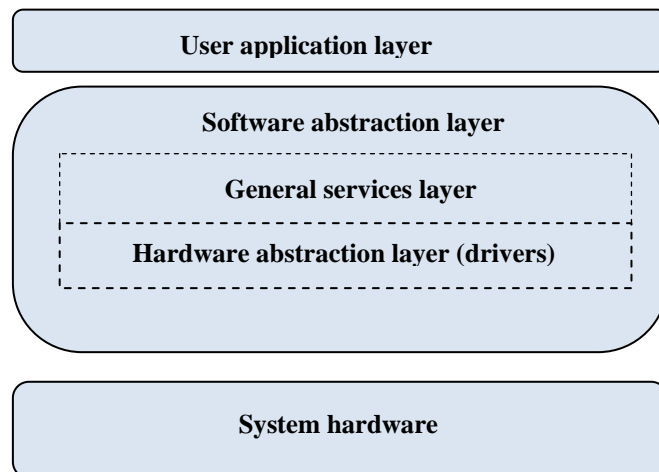 User application layer
Software abstraction layer
General services layer
Hardware abstraction layer (drivers)
System hardware